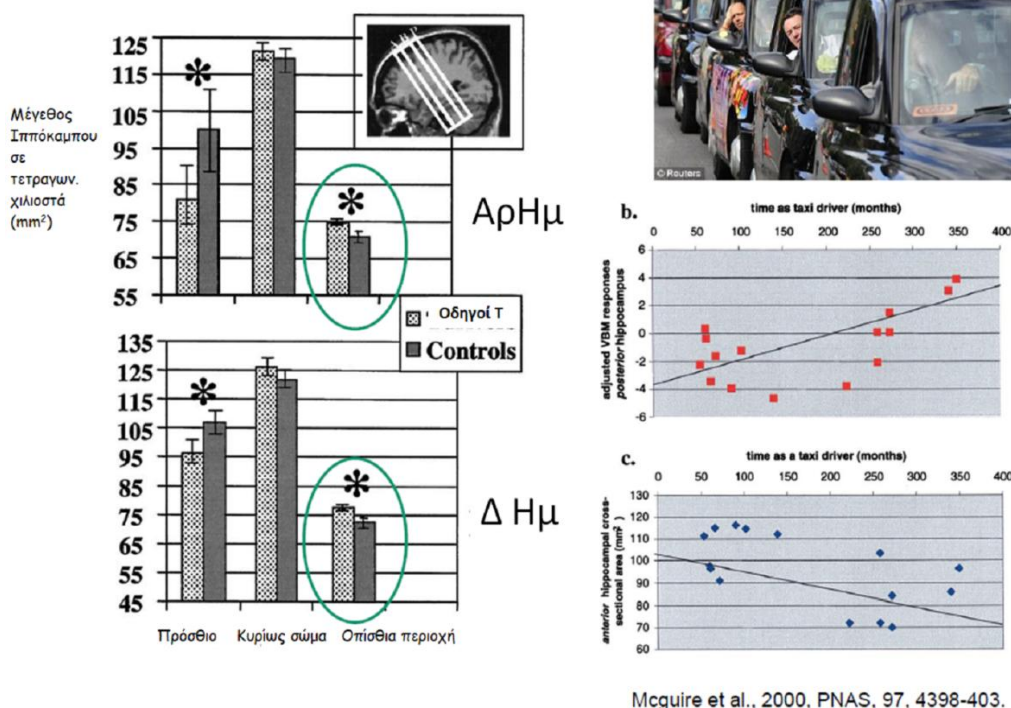 Μέγεθος
Ιππόκαμπου
σε
τετραγων.
χιλιοστά
(mm²)
125
115
105
95
85
75
65
55
*
*
ΑρΗμ
Οδηγοί Τ
Controls
135
125
115
105
95
85
75
65
55
45
*
*
Δ Ημ
Πρόσθιο
Κυρίως σώμα
Οπίσθια περιοχή
© Reuters
b.
time as taxi driver (months)
0 50 100 150 200 250 300 350 400
adjusted VBM responses
posterior hippocampus
6
4
2
0
-2
-4
-6
c.
time as a taxi driver (months)
0 50 100 150 200 250 300 350 400
anterior hippocampal cross-
sectional area (mm²)
130
120
110
100
90
80
70
60
Mcguire et al., 2000, PNAS, 97, 4398-403.